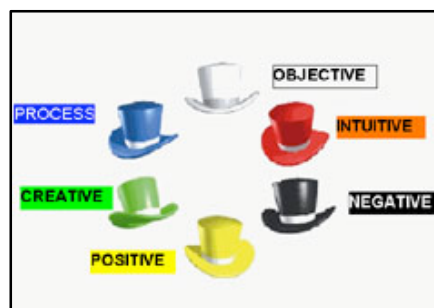 OBJECTIVE
PROCESS
INTUITIVE
CREATIVE
NEGATIVE
POSITIVE